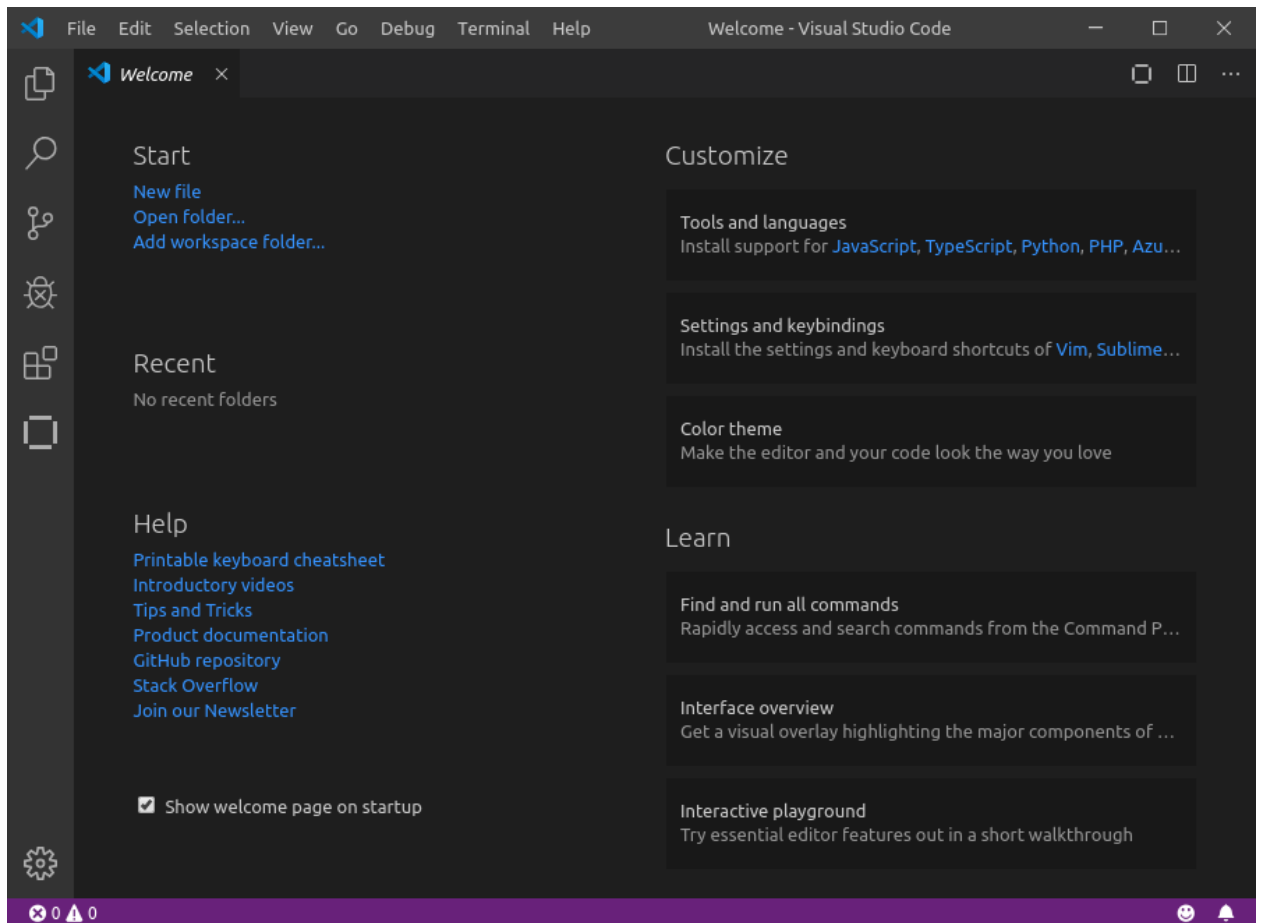 File Edit Selection View Go Debug Terminal Help Welcome - Visual Studio Code
Welcome
Start
New file
Open folder...
Add workspace folder...
Recent
No recent folders
Help
Printable keyboard cheatsheet
Introductory videos
Tips and Tricks
Product documentation
GitHub repository
Stack Overflow
Join our Newsletter
Show welcome page on startup
Customize
Tools and languages
Install support for JavaScript, TypeScript, Python, PHP, Azu...
Settings and keybindings
Install the settings and keyboard shortcuts of Vim, Sublime...
Color theme
Make the editor and your code look the way you love
Learn
Find and run all commands
Rapidly access and search commands from the Command P...
Interface overview
Get a visual overlay highlighting the major components of ...
Interactive playground
Try essential editor features out in a short walkthrough
0 0